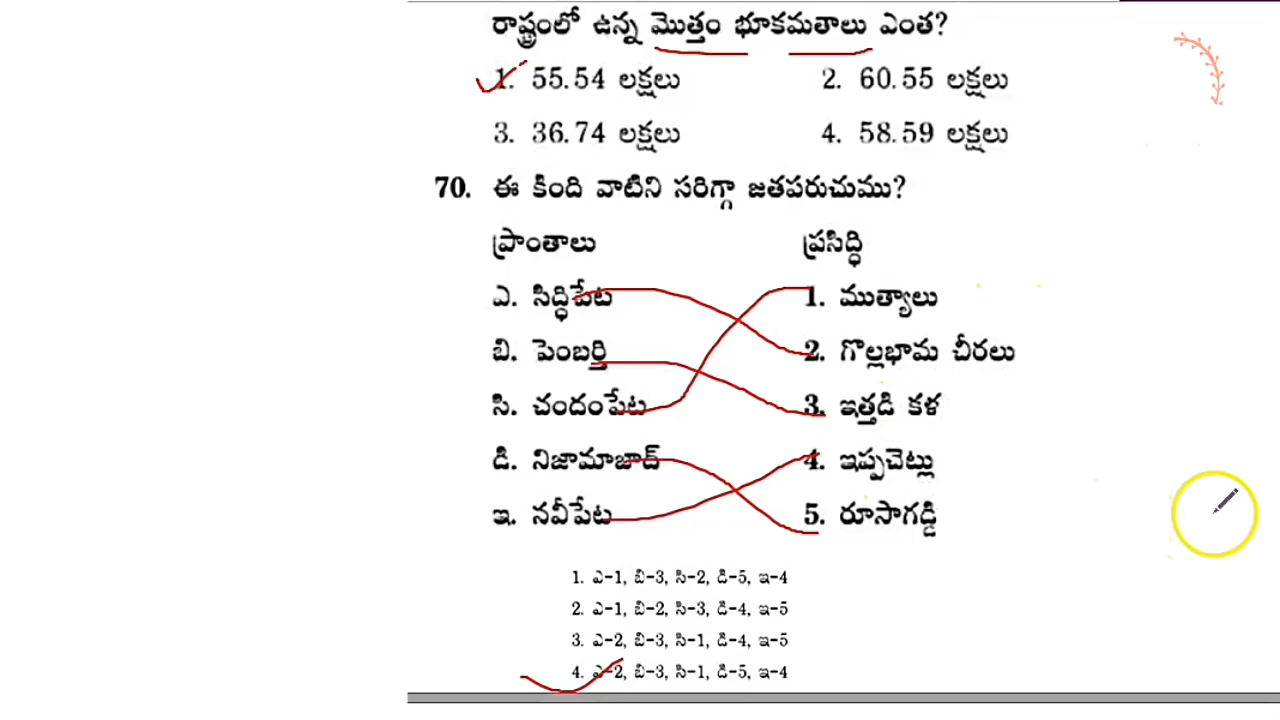 రాష్ట్రంలో ఉన్న మొత్తం భూకమతాలు ఎంత?
1. 55.54 లక్షలు 2. 60.55 లక్షలు
3. 36.74 లక్షలు 4. 58.59 లక్షలు
70. ఈ కింది వాటిని సరిగ్గా జతపరుచుము?
ప్రాంతాలు ప్రసిద్ధి
ఎ. సిద్ధిపేట 1. ముత్యాలు
బి. పెంబర్తి 2. గొల్లభామ చీరలు
సి. చందంపేట 3. ఇత్తడి కళ
డి. నిజామాబాద్ 4. ఇప్పచెట్లు
ఇ. నవీపేట 5. రూసాగడ్డి
1. ఎ-1, బి-3, సి-2, డి-5, ఇ-4
2. ఎ-1, బి-2, సి-3, డి-4, ఇ-5
3. ఎ-2, బి-3, సి-1, డి-4, ఇ-5
4. ఎ-2, బి-3, సి-1, డి-5, ఇ-4